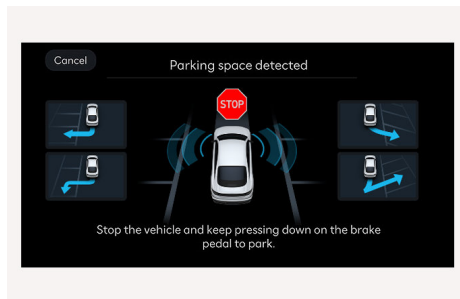 Cancel
Parking space detected
STOP
Stop the vehicle and keep pressing down on the brake
pedal to park.